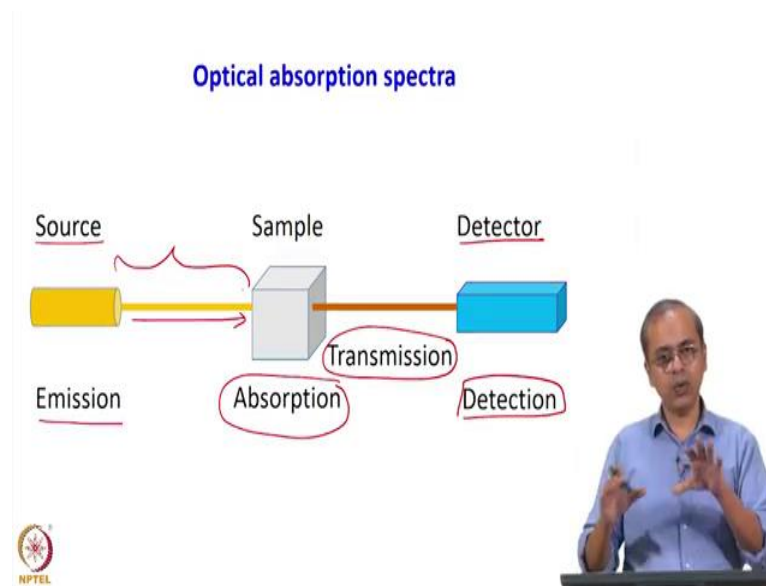 Optical absorption spectra
Source Sample Detector
Transmission
Emission Absorption Detection
NPTEL